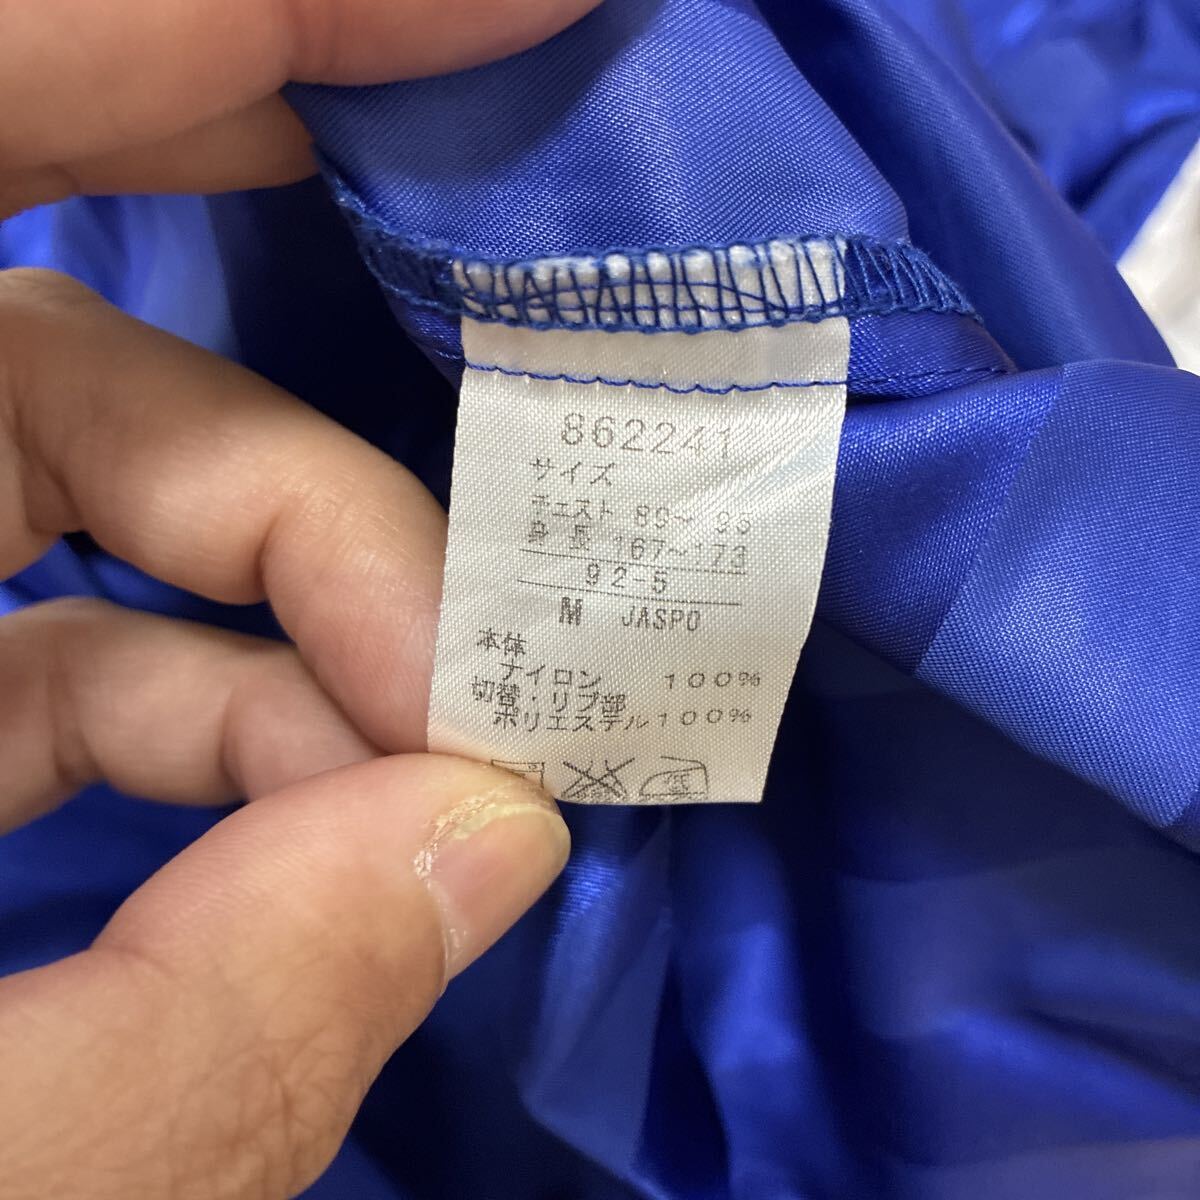 862241
サイズ
チェスト 89～96
身長 167～173
92-5
M JASPO
本体
ナイロン 100%
切替・リブ部
ポリエステル100%